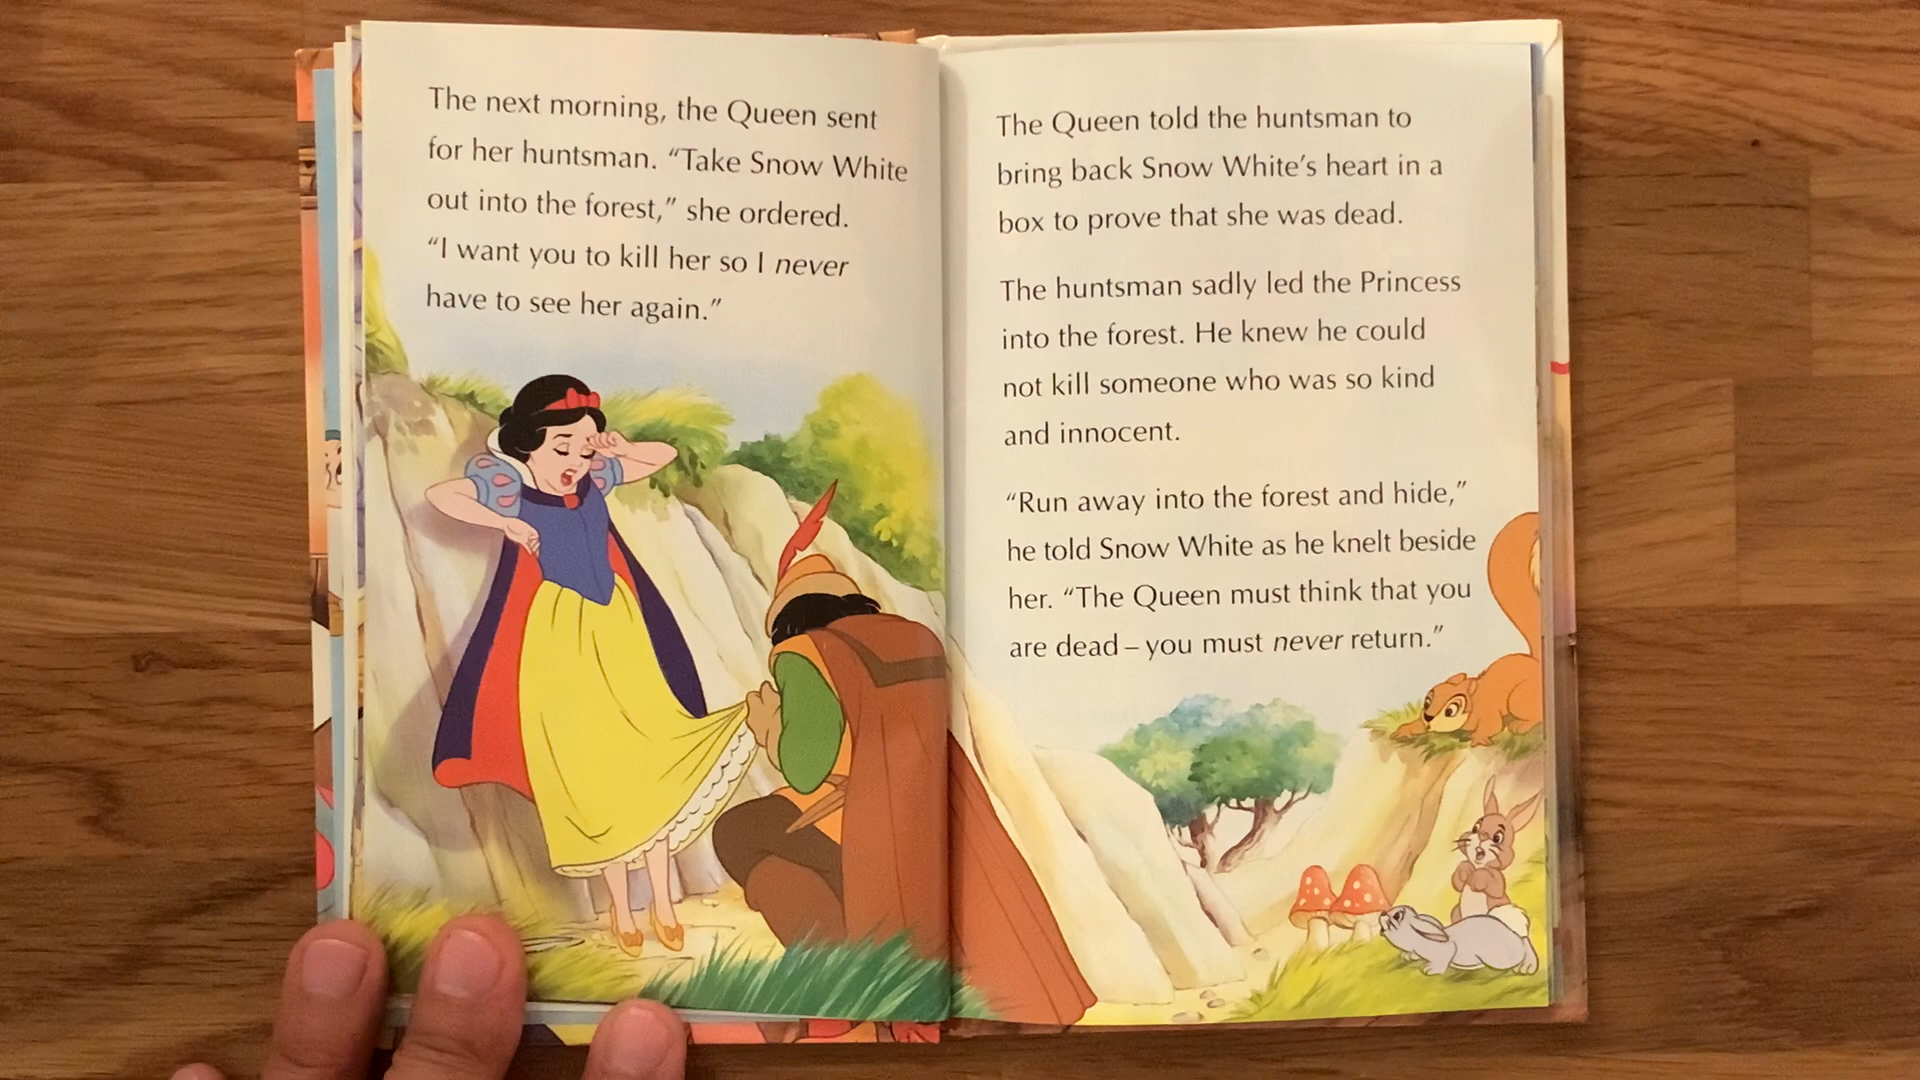 The next morning, the Queen sent
for her huntsman. “Take Snow White
out into the forest,” she ordered.
“I want you to kill her so I never
have to see her again.”
The Queen told the huntsman to
bring back Snow White’s heart in a
box to prove that she was dead.
The huntsman sadly led the Princess
into the forest. He knew he could
not kill someone who was so kind
and innocent.
“Run away into the forest and hide,”
he told Snow White as he knelt beside
her. “The Queen must think that you
are dead – you must never return.”